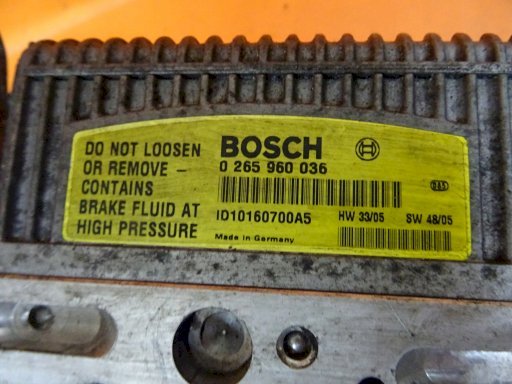 DO NOT LOOSEN
OR REMOVE -
CONTAINS
BRAKE FLUID AT
HIGH PRESSURE
BOSCH
0 265 960 036
ID10160700A5
HW 33/05 SW 48/05
Made in Germany